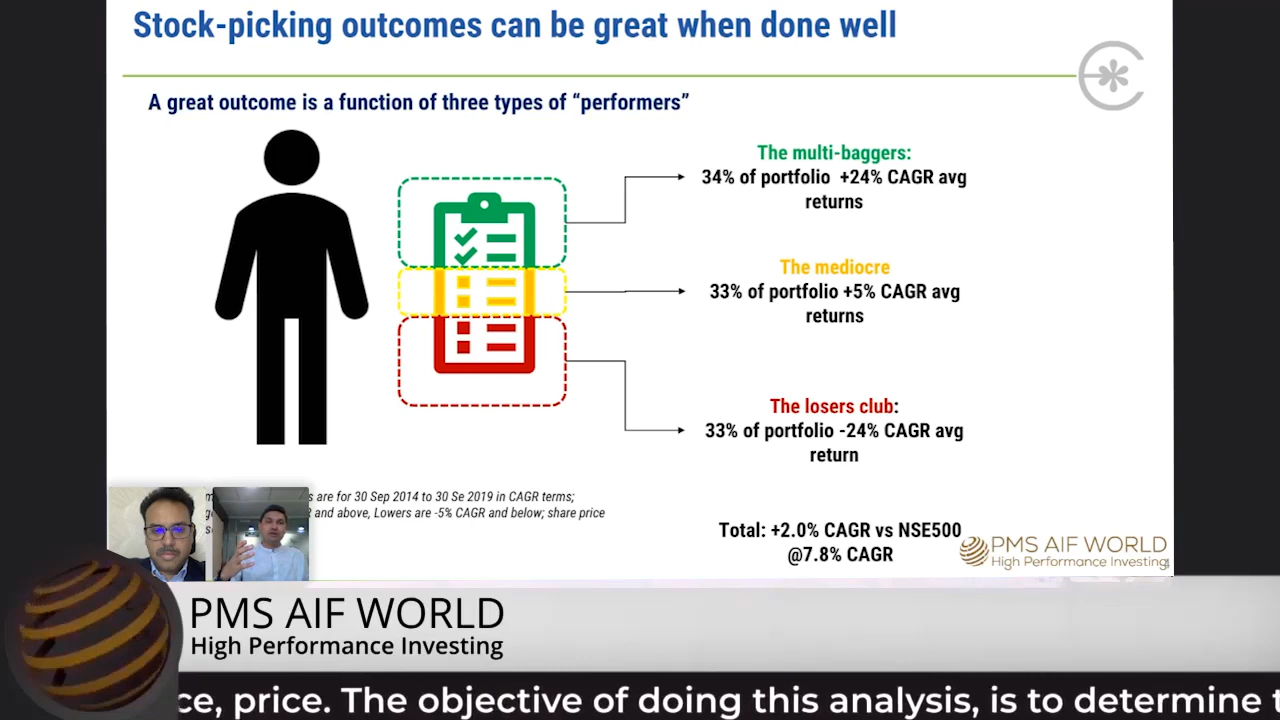 Stock-picking outcomes can be great when done well
A great outcome is a function of three types of “performers”
The multi-baggers:
34% of portfolio +24% CAGR avg
returns
The mediocre
33% of portfolio +5% CAGR avg
returns
The losers club:
33% of portfolio -24% CAGR avg
return
s are for 30 Sep 2014 to 30 Se 2019 in CAGR terms;
R and above, Lowers are -5% CAGR and below; share price
Total: +2.0% CAGR vs NSE500
@7.8% CAGR
PMS AIF WORLD
High Performance Investing
4
PMS AIF WORLD
High Performance Investing
ce, price. The objective of doing this analysis, is to determine t